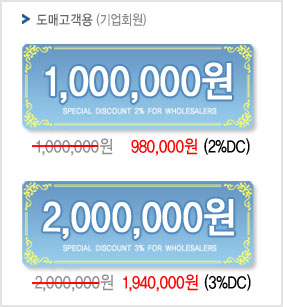 도매고객용 (기업회원)
1,000,000원
SPECIAL DISCOUNT 2% FOR WHOLESALERS
1,000,000원 980,000원 (2%DC)
2,000,000원
SPECIAL DISCOUNT 3% FOR WHOLESALERS
2,000,000원 1,940,000원 (3%DC)